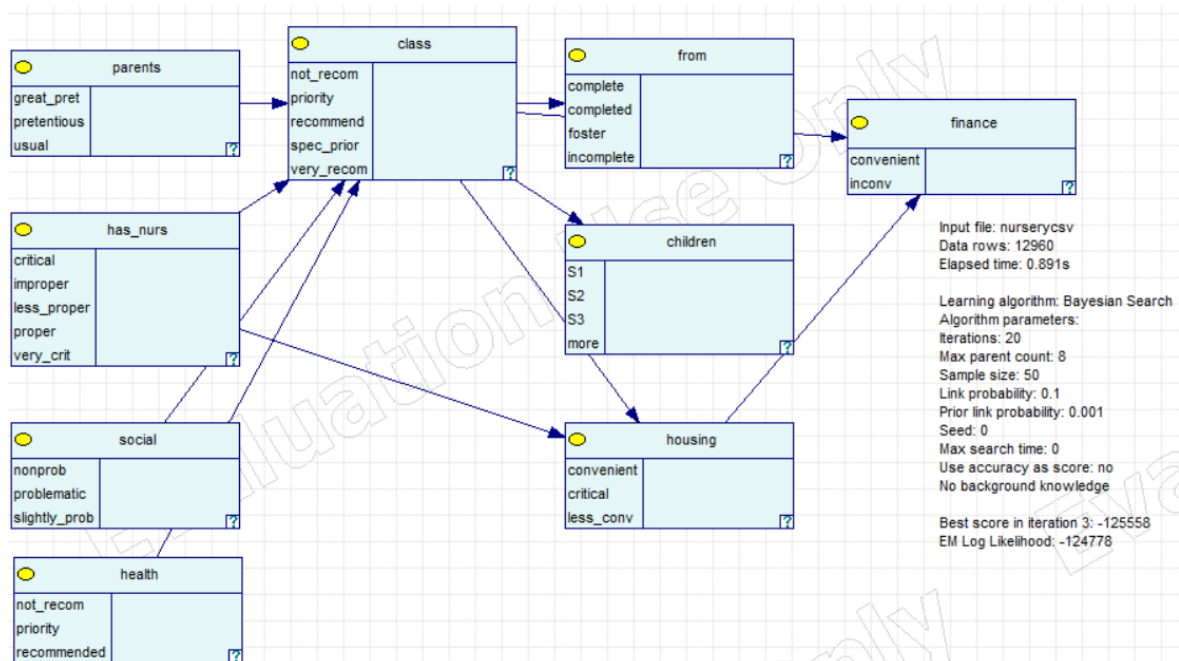 parents
great_pret
pretentious
usual
?
class
not_recom
priority
recommend
spec_prior
very_recom
?
from
complete
completed
foster
incomplete
?
finance
convenient
inconv
?
has_nurs
critical
improper
less_proper
proper
very_crit
?
children
S1
S2
S3
more
?
social
nonprob
problematic
slightly_prob
?
housing
convenient
critical
less_conv
?
health
not_recom
priority
recommended
?
Input file: nurserycsv
Data rows: 12960
Elapsed time: 0.891s
Learning algorithm: Bayesian Search
Algorithm parameters:
Iterations: 20
Max parent count: 8
Sample size: 50
Link probability: 0.1
Prior link probability: 0.001
Seed: 0
Max search time: 0
Use accuracy as score: no
No background knowledge
Best score in iteration 3: -125558
EM Log Likelihood: -124778
Evaluation Use Only